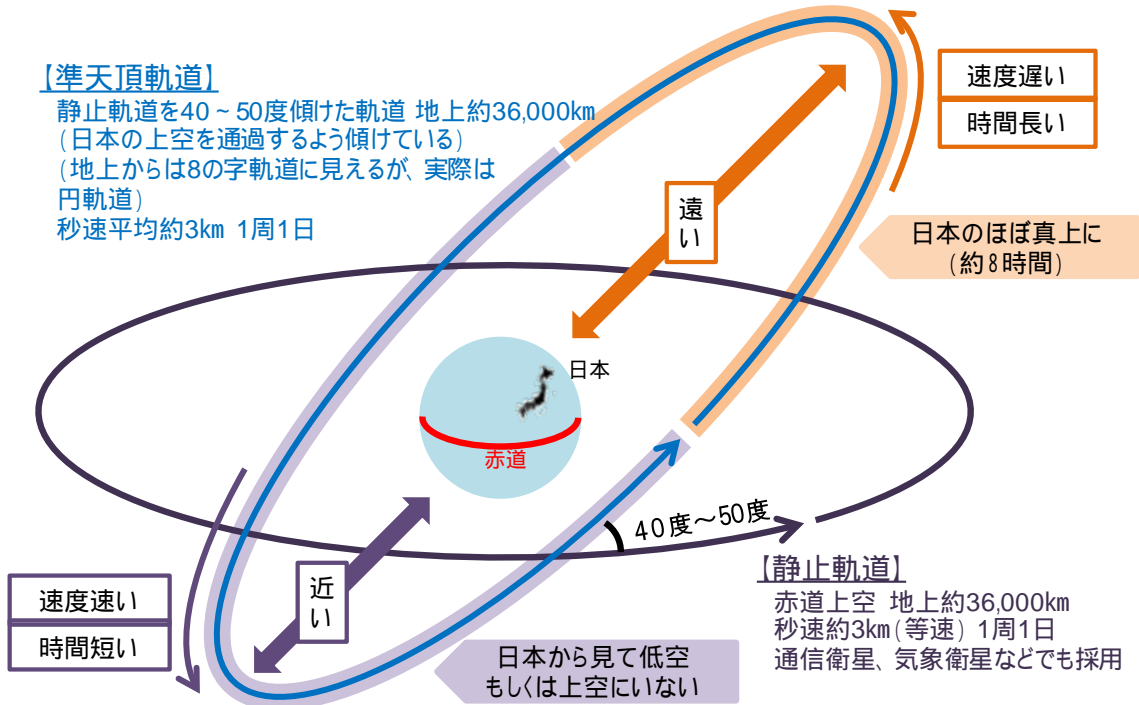 【準天頂軌道】
静止軌道を40~50度傾けた軌道 地上約36,000km
(日本の上空を通過するよう傾けている)
(地上からは8の字軌道に見えるが、実際は
円軌道)
秒速平均約3km 1周1日
速度遅い
時間長い
遠い
日本のほぼ真上に
(約8時間)
日本
赤道
40度~50度
近い
速度速い
時間短い
日本から見て低空
もしくは上空にいない
【静止軌道】
赤道上空 地上約36,000km
秒速約3km(等速) 1周1日
通信衛星、気象衛星などでも採用